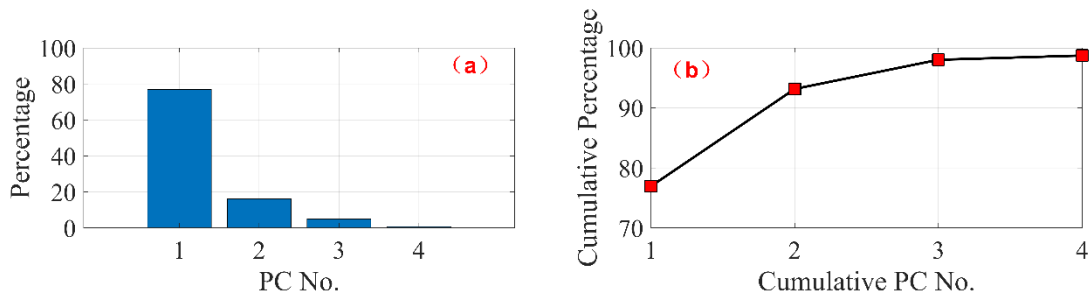 (a)
Percentage
100
80
60
40
20
0
1 2 3 4
PC No.
(b)
Cumulative Percentage
100
90
80
70
1 2 3 4
Cumulative PC No.